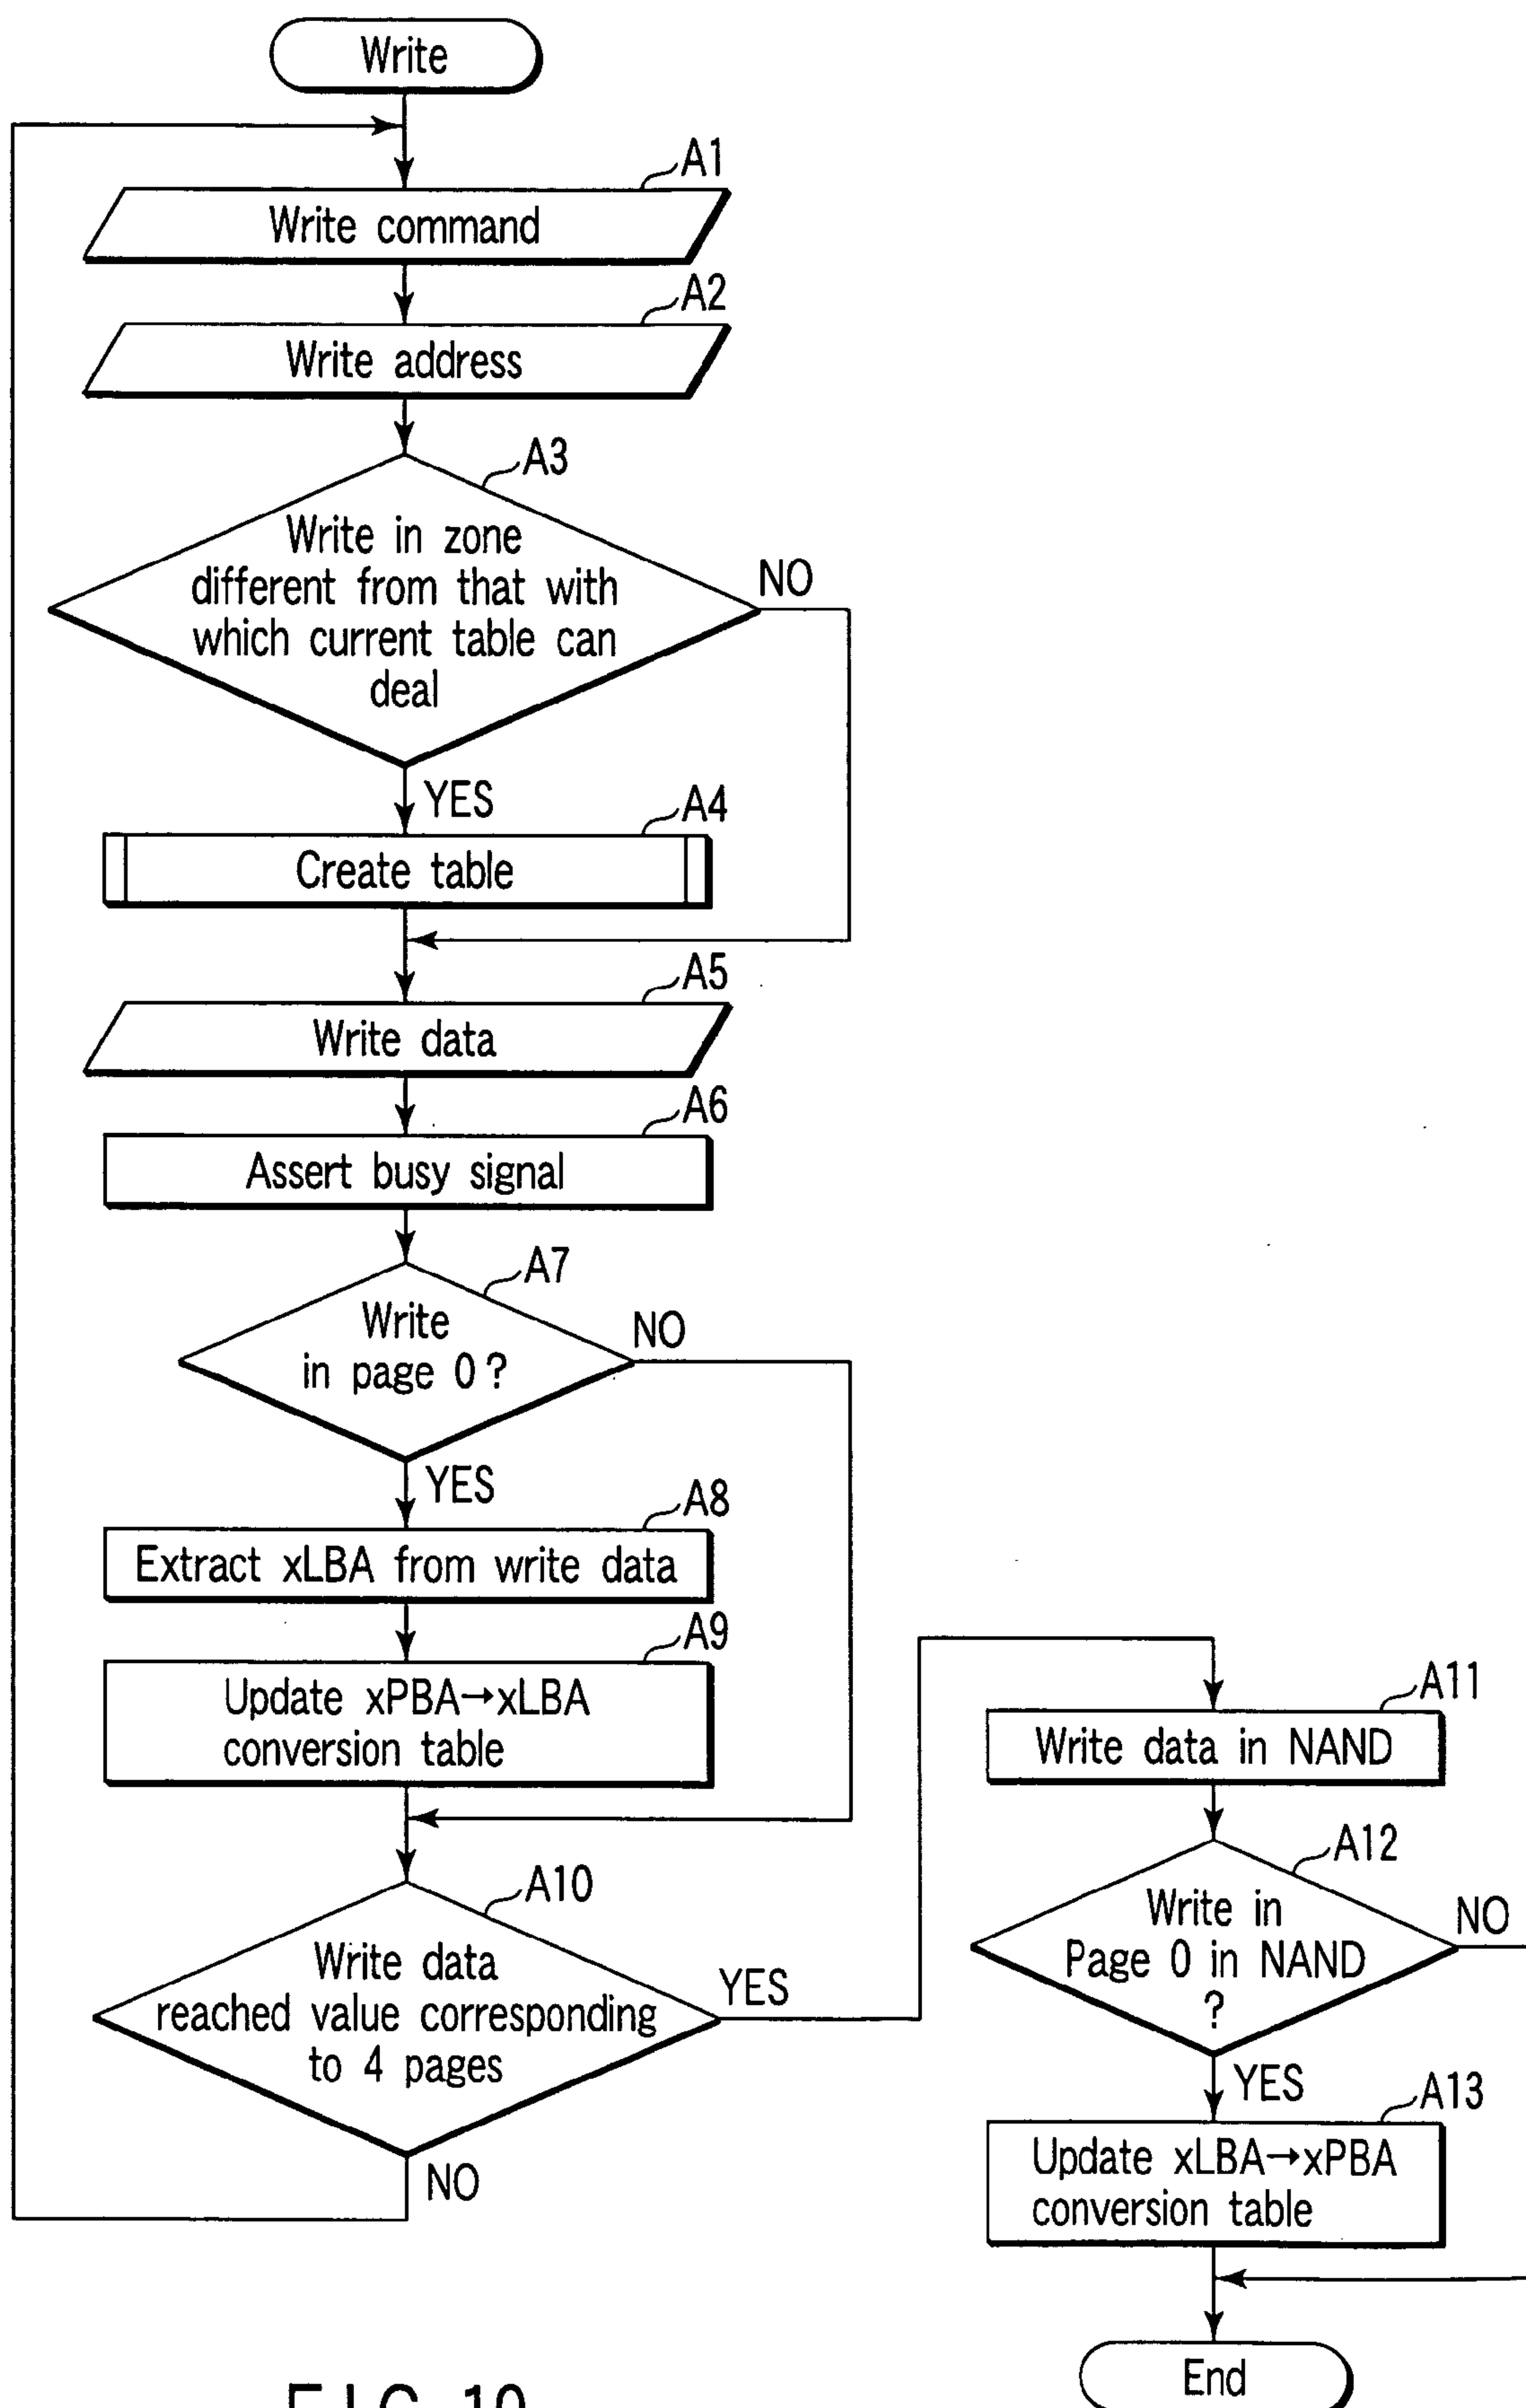 Write
A1
Write command
A2
Write address
A3
Write in zone
different from that with
which current table can
deal
NO
YES
A4
Create table
A5
Write data
A6
Assert busy signal
A7
Write
in page 0?
NO
YES
A8
Extract xLBA from write data
A9
Update xPBA→xLBA
conversion table
A10
Write data
reached value corresponding
to 4 pages
YES
NO
A11
Write data in NAND
A12
Write in
Page 0 in NAND
?
NO
YES
A13
Update xLBA→xPBA
conversion table
End